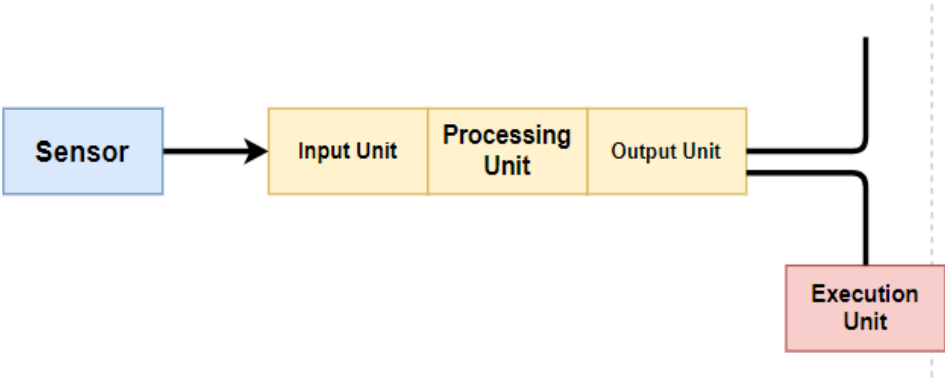 Sensor
Input Unit
Processing
Unit
Output Unit
Execution
Unit